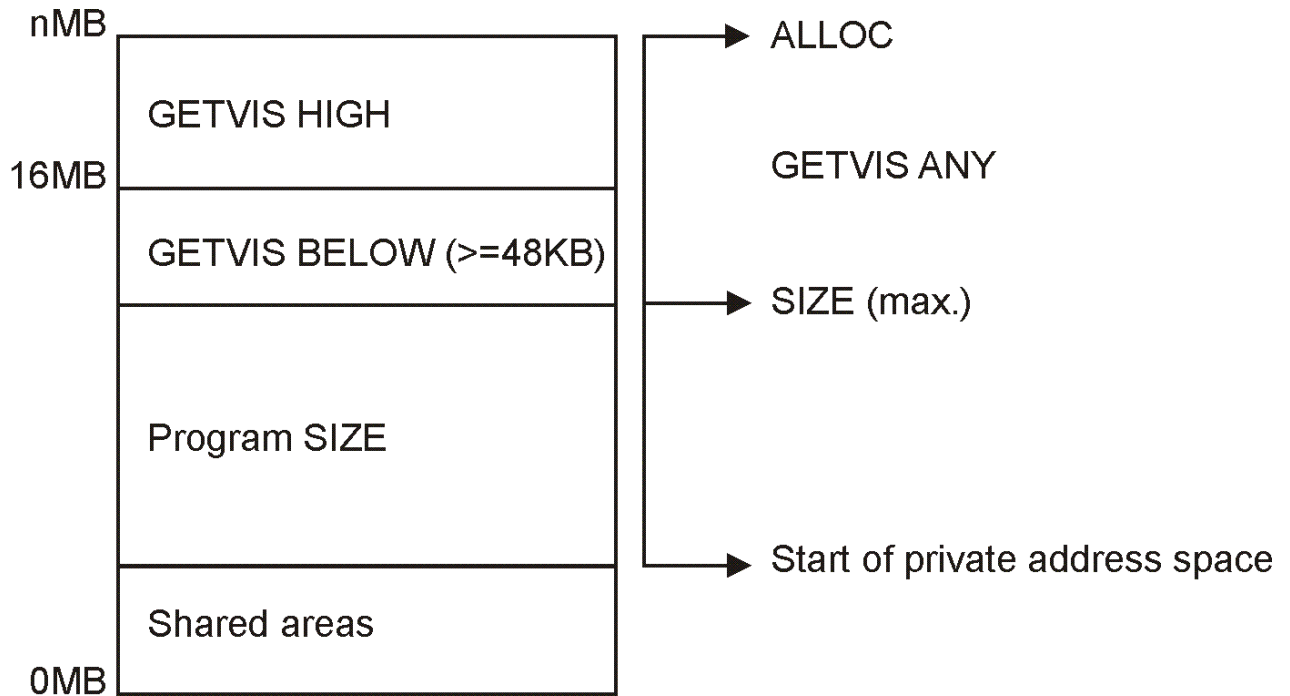 nMB
ALLOC
GETVIS HIGH
GETVIS ANY
16MB
GETVIS BELOW (>=48KB)
SIZE (max.)
Program SIZE
Start of private address space
Shared areas
0MB